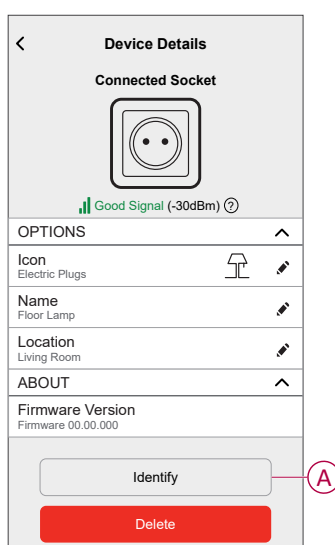 Device Details
Connected Socket
Good Signal (-30dBm) ?
OPTIONS
Icon
Electric Plugs
Name
Floor Lamp
Location
Living Room
ABOUT
Firmware Version
Firmware 00.00.000
Identify
A
Delete